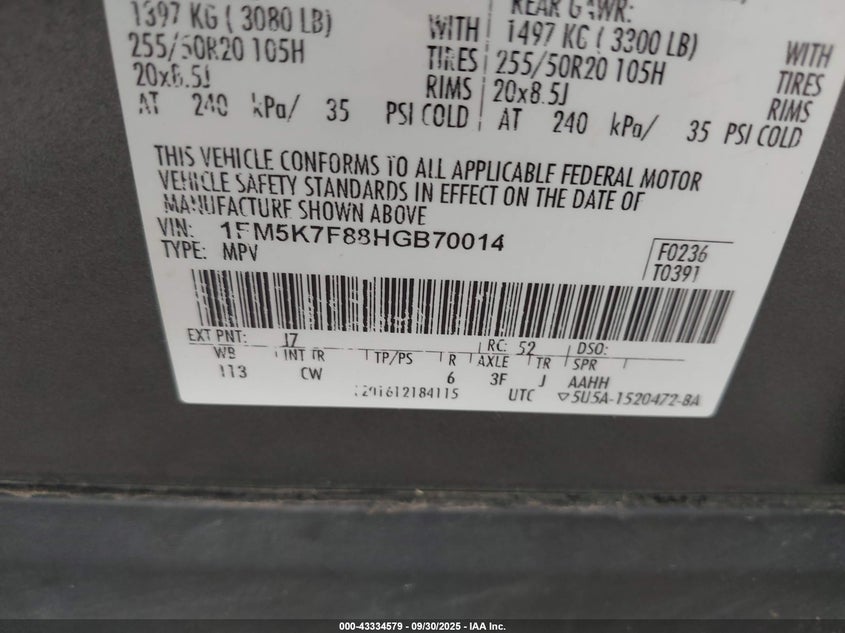 1397 KG ( 3080 LB) WITH
255/50R20 105H TIRES
20x8.5J RIMS
AT 240 kPa/ 35 PSI COLD
REAR GAWR:
1497 KG ( 3300 LB) WITH
255/50R20 105H TIRES
20x8.5J RIMS
AT 240 kPa/ 35 PSI COLD
THIS VEHICLE CONFORMS TO ALL APPLICABLE FEDERAL MOTOR
VEHICLE SAFETY STANDARDS IN EFFECT ON THE DATE OF
MANUFACTURE SHOWN ABOVE
VIN: 1FM5K7F88HGB70014
TYPE: MPV
F0236
T0391
EXT PNT: J7 RC: 52 DSO:
WB INT TR TP/PS R AXLE TR SPR
113 CW 6 3F J AAHH
UTC ▽5U5A-1520472-BA
000-43334579 - 09/30/2025 - IAA Inc.